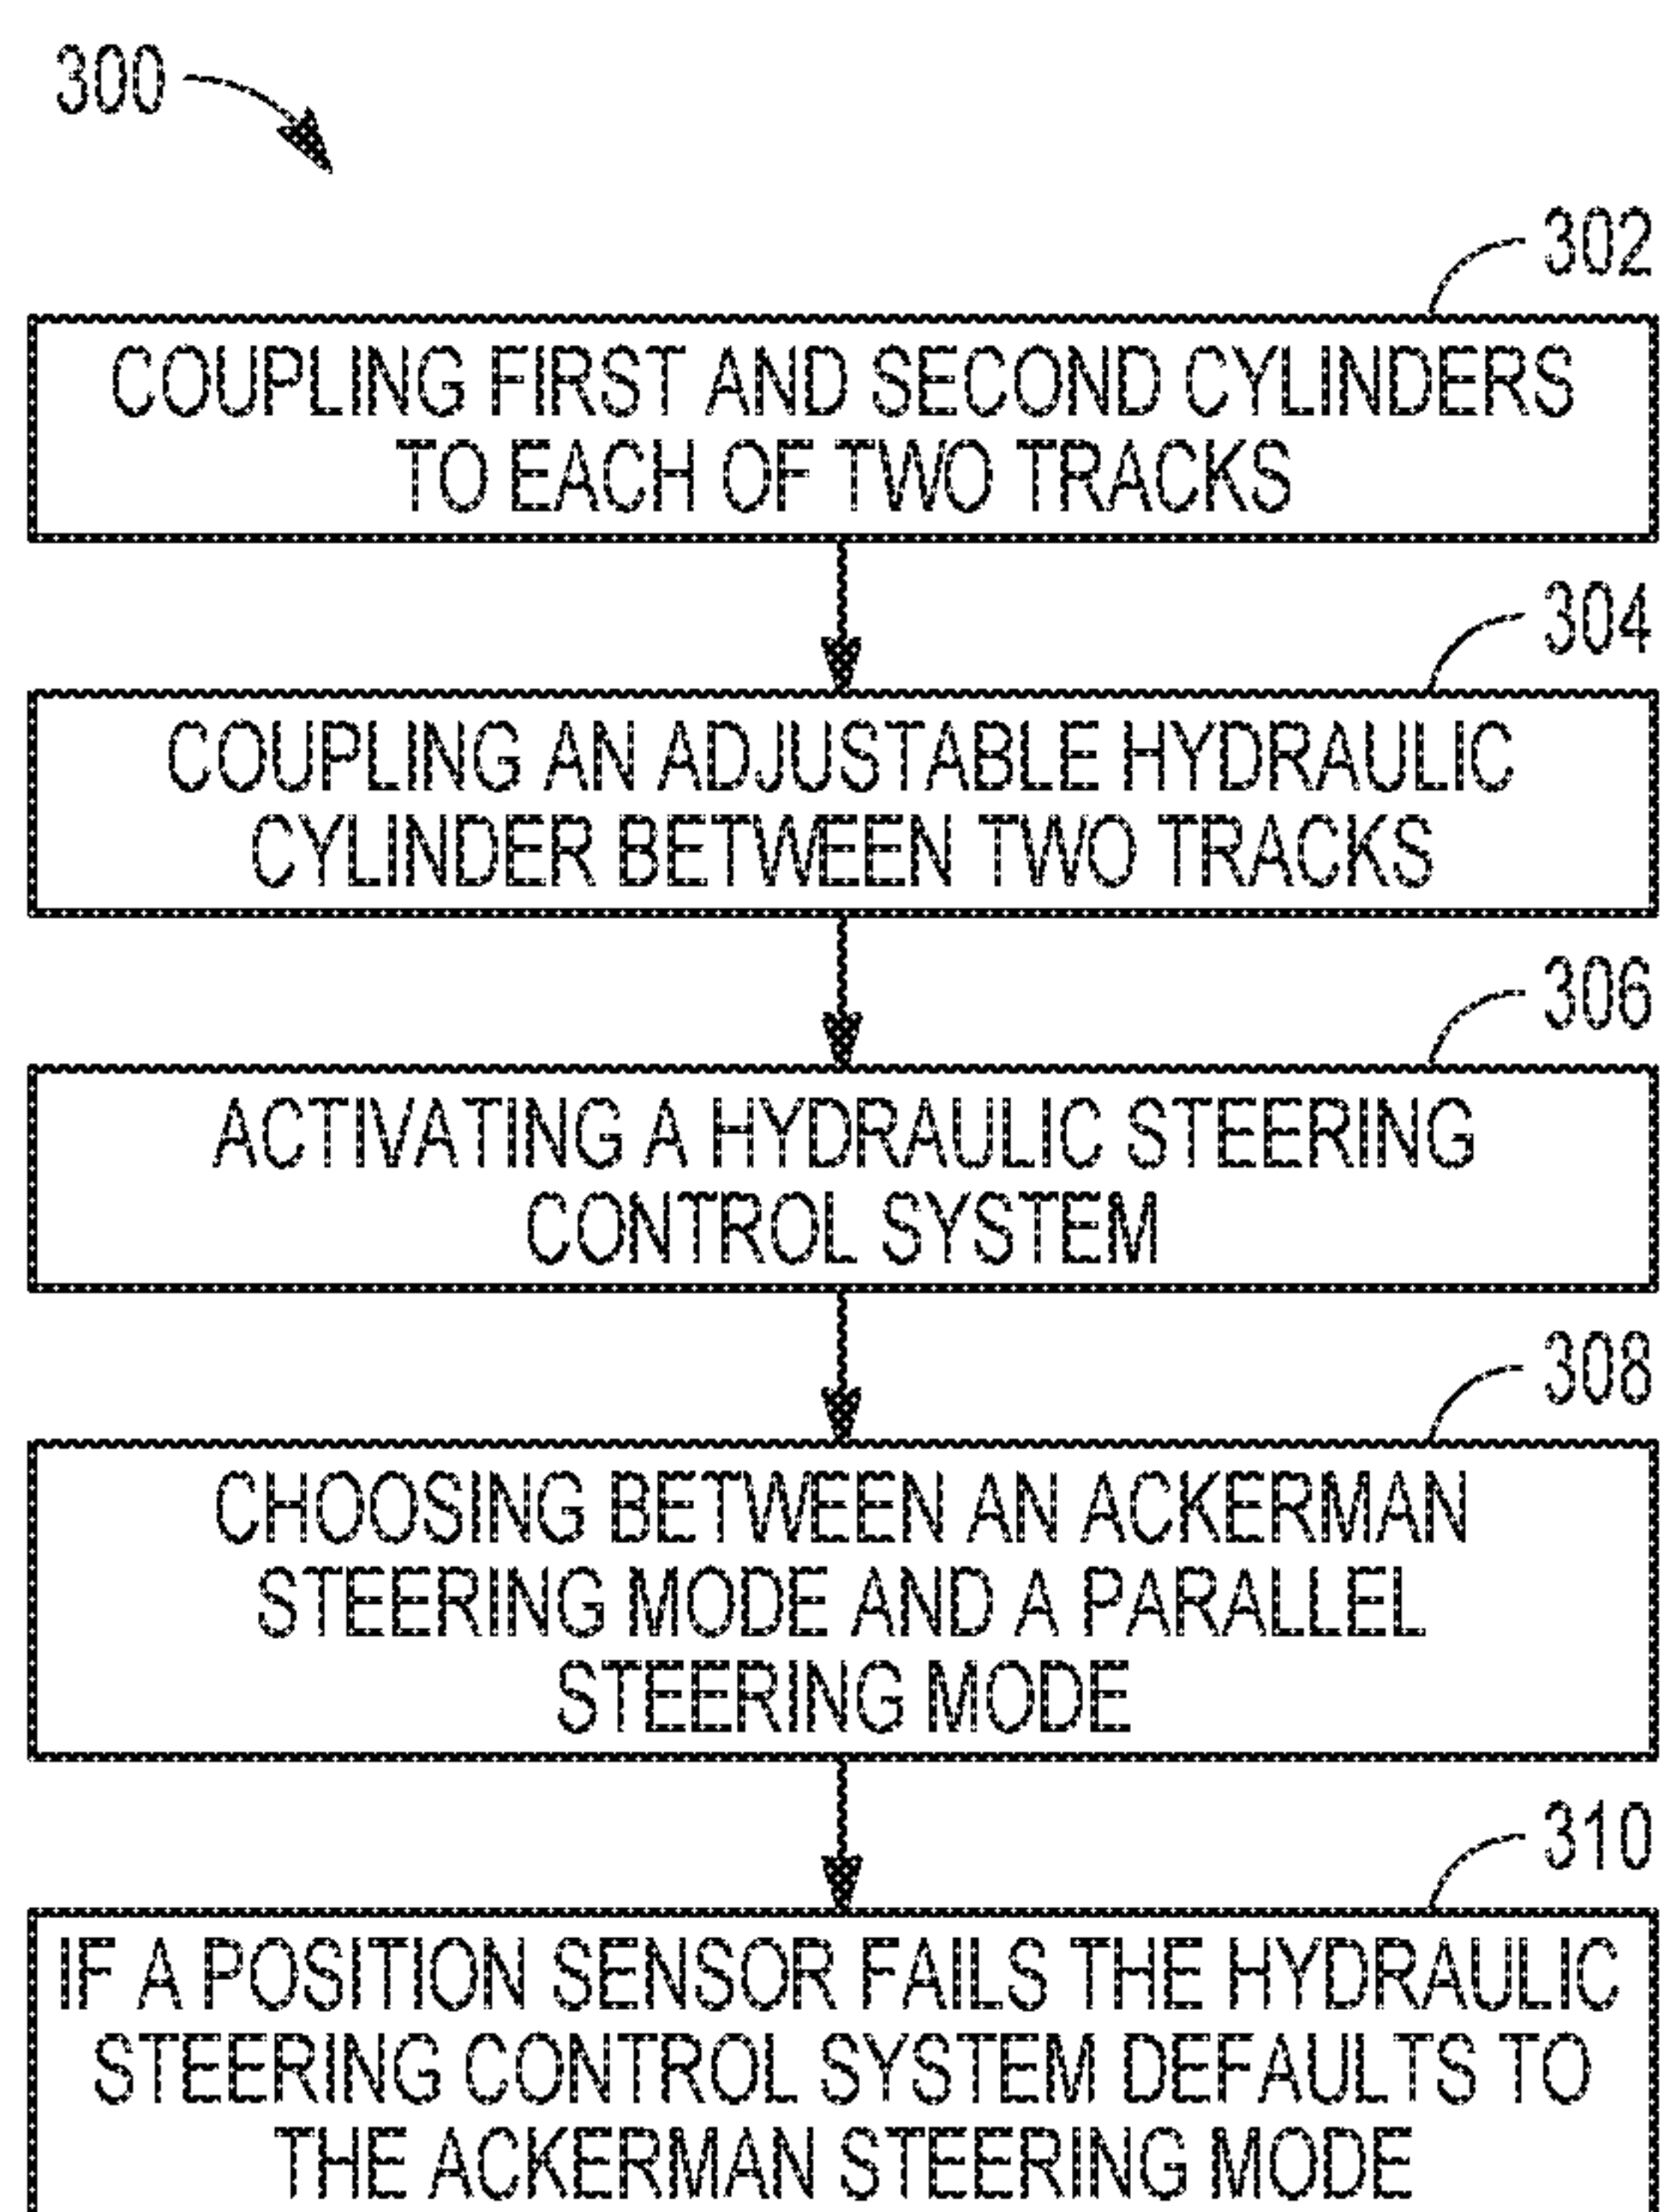 300
302
COUPLING FIRST AND SECOND CYLINDERS
TO EACH OF TWO TRACKS
304
COUPLING AN ADJUSTABLE HYDRAULIC
CYLINDER BETWEEN TWO TRACKS
306
ACTIVATING A HYDRAULIC STEERING
CONTROL SYSTEM
308
CHOOSING BETWEEN AN ACKERMAN
STEERING MODE AND A PARALLEL
STEERING MODE
310
IF A POSITION SENSOR FAILS THE HYDRAULIC
STEERING CONTROL SYSTEM DEFAULTS TO
THE ACKERMAN STEERING MODE